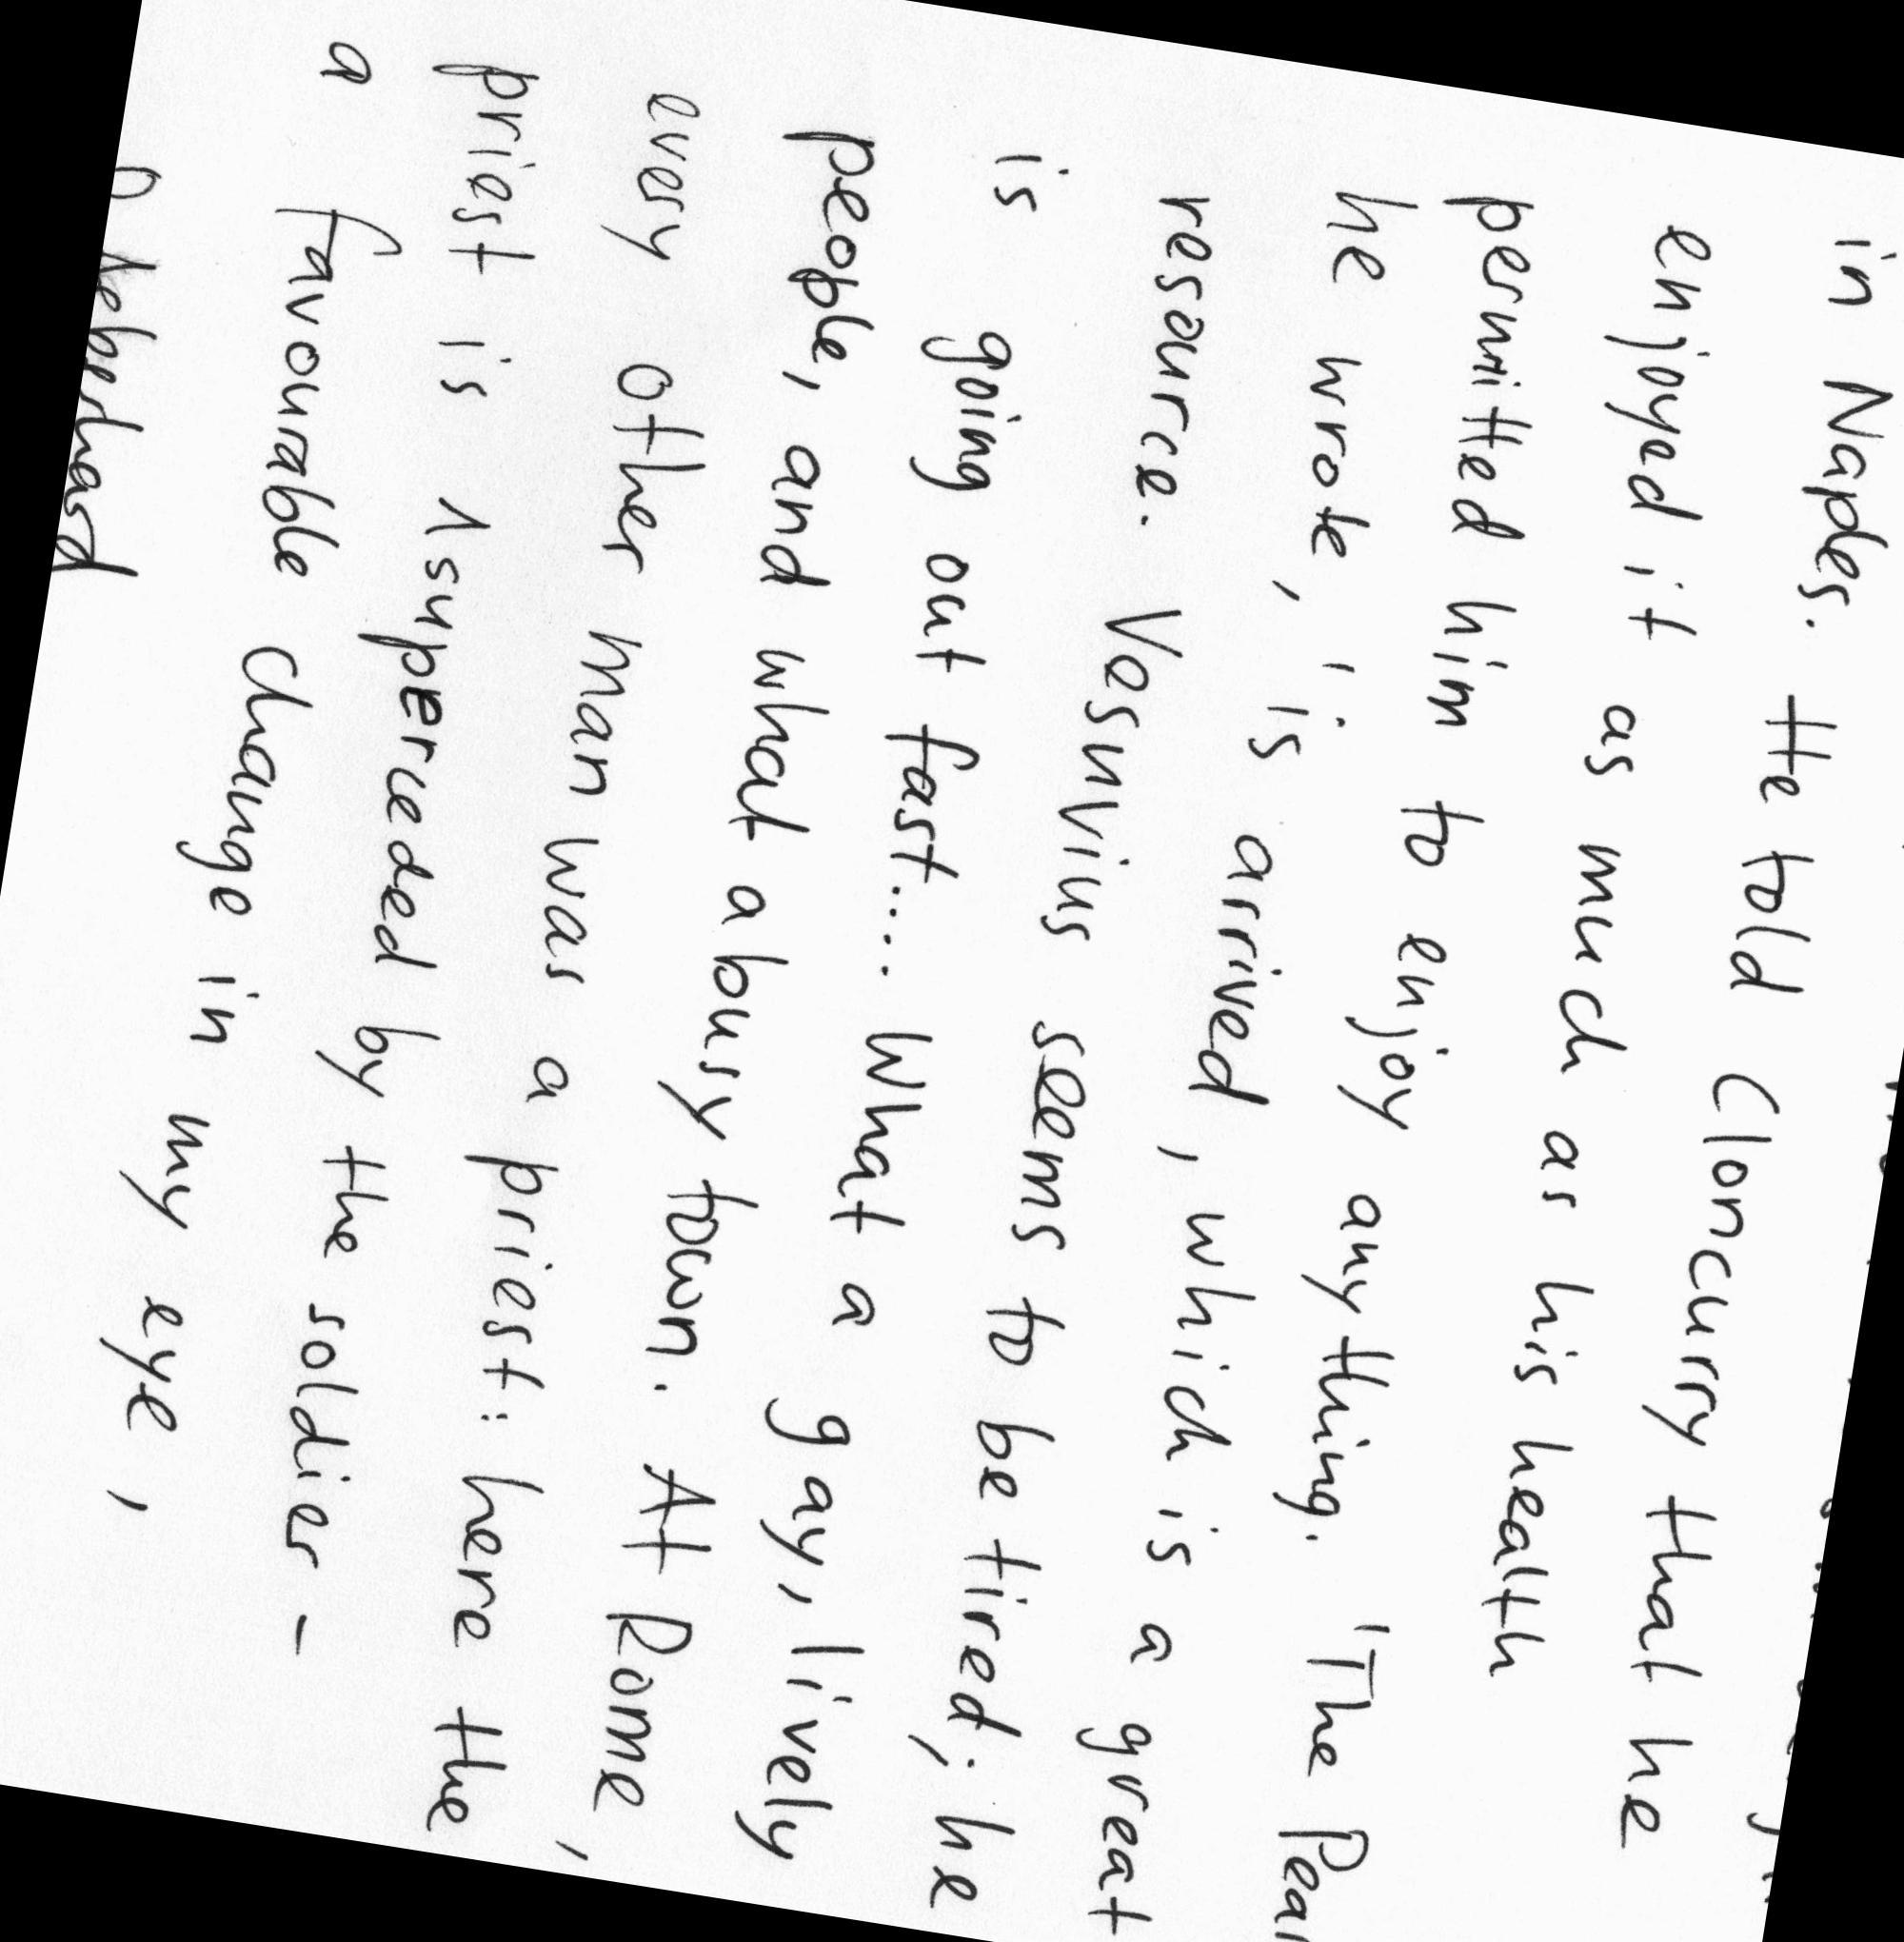 in Naples. He told Cloncurry that he
enjoyed it as much as his health
permitted him to enjoy anything. 'The Pear
he wrote, 'is arrived, which is a great
resource. Vesuvius seems to be tired; he
is going out fast... What a gay, lively
people, and what a busy town. At Rome,
every other man was a priest: here the
priest is superceded by the soldier -
a favourable change in my eye,